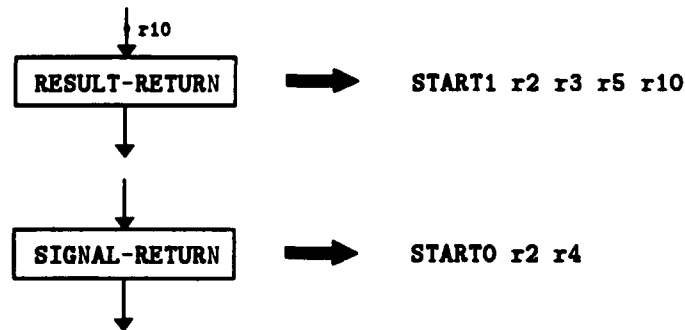 r10
RESULT-RETURN START1 r2 r3 r5 r10
SIGNAL-RETURN START0 r2 r4